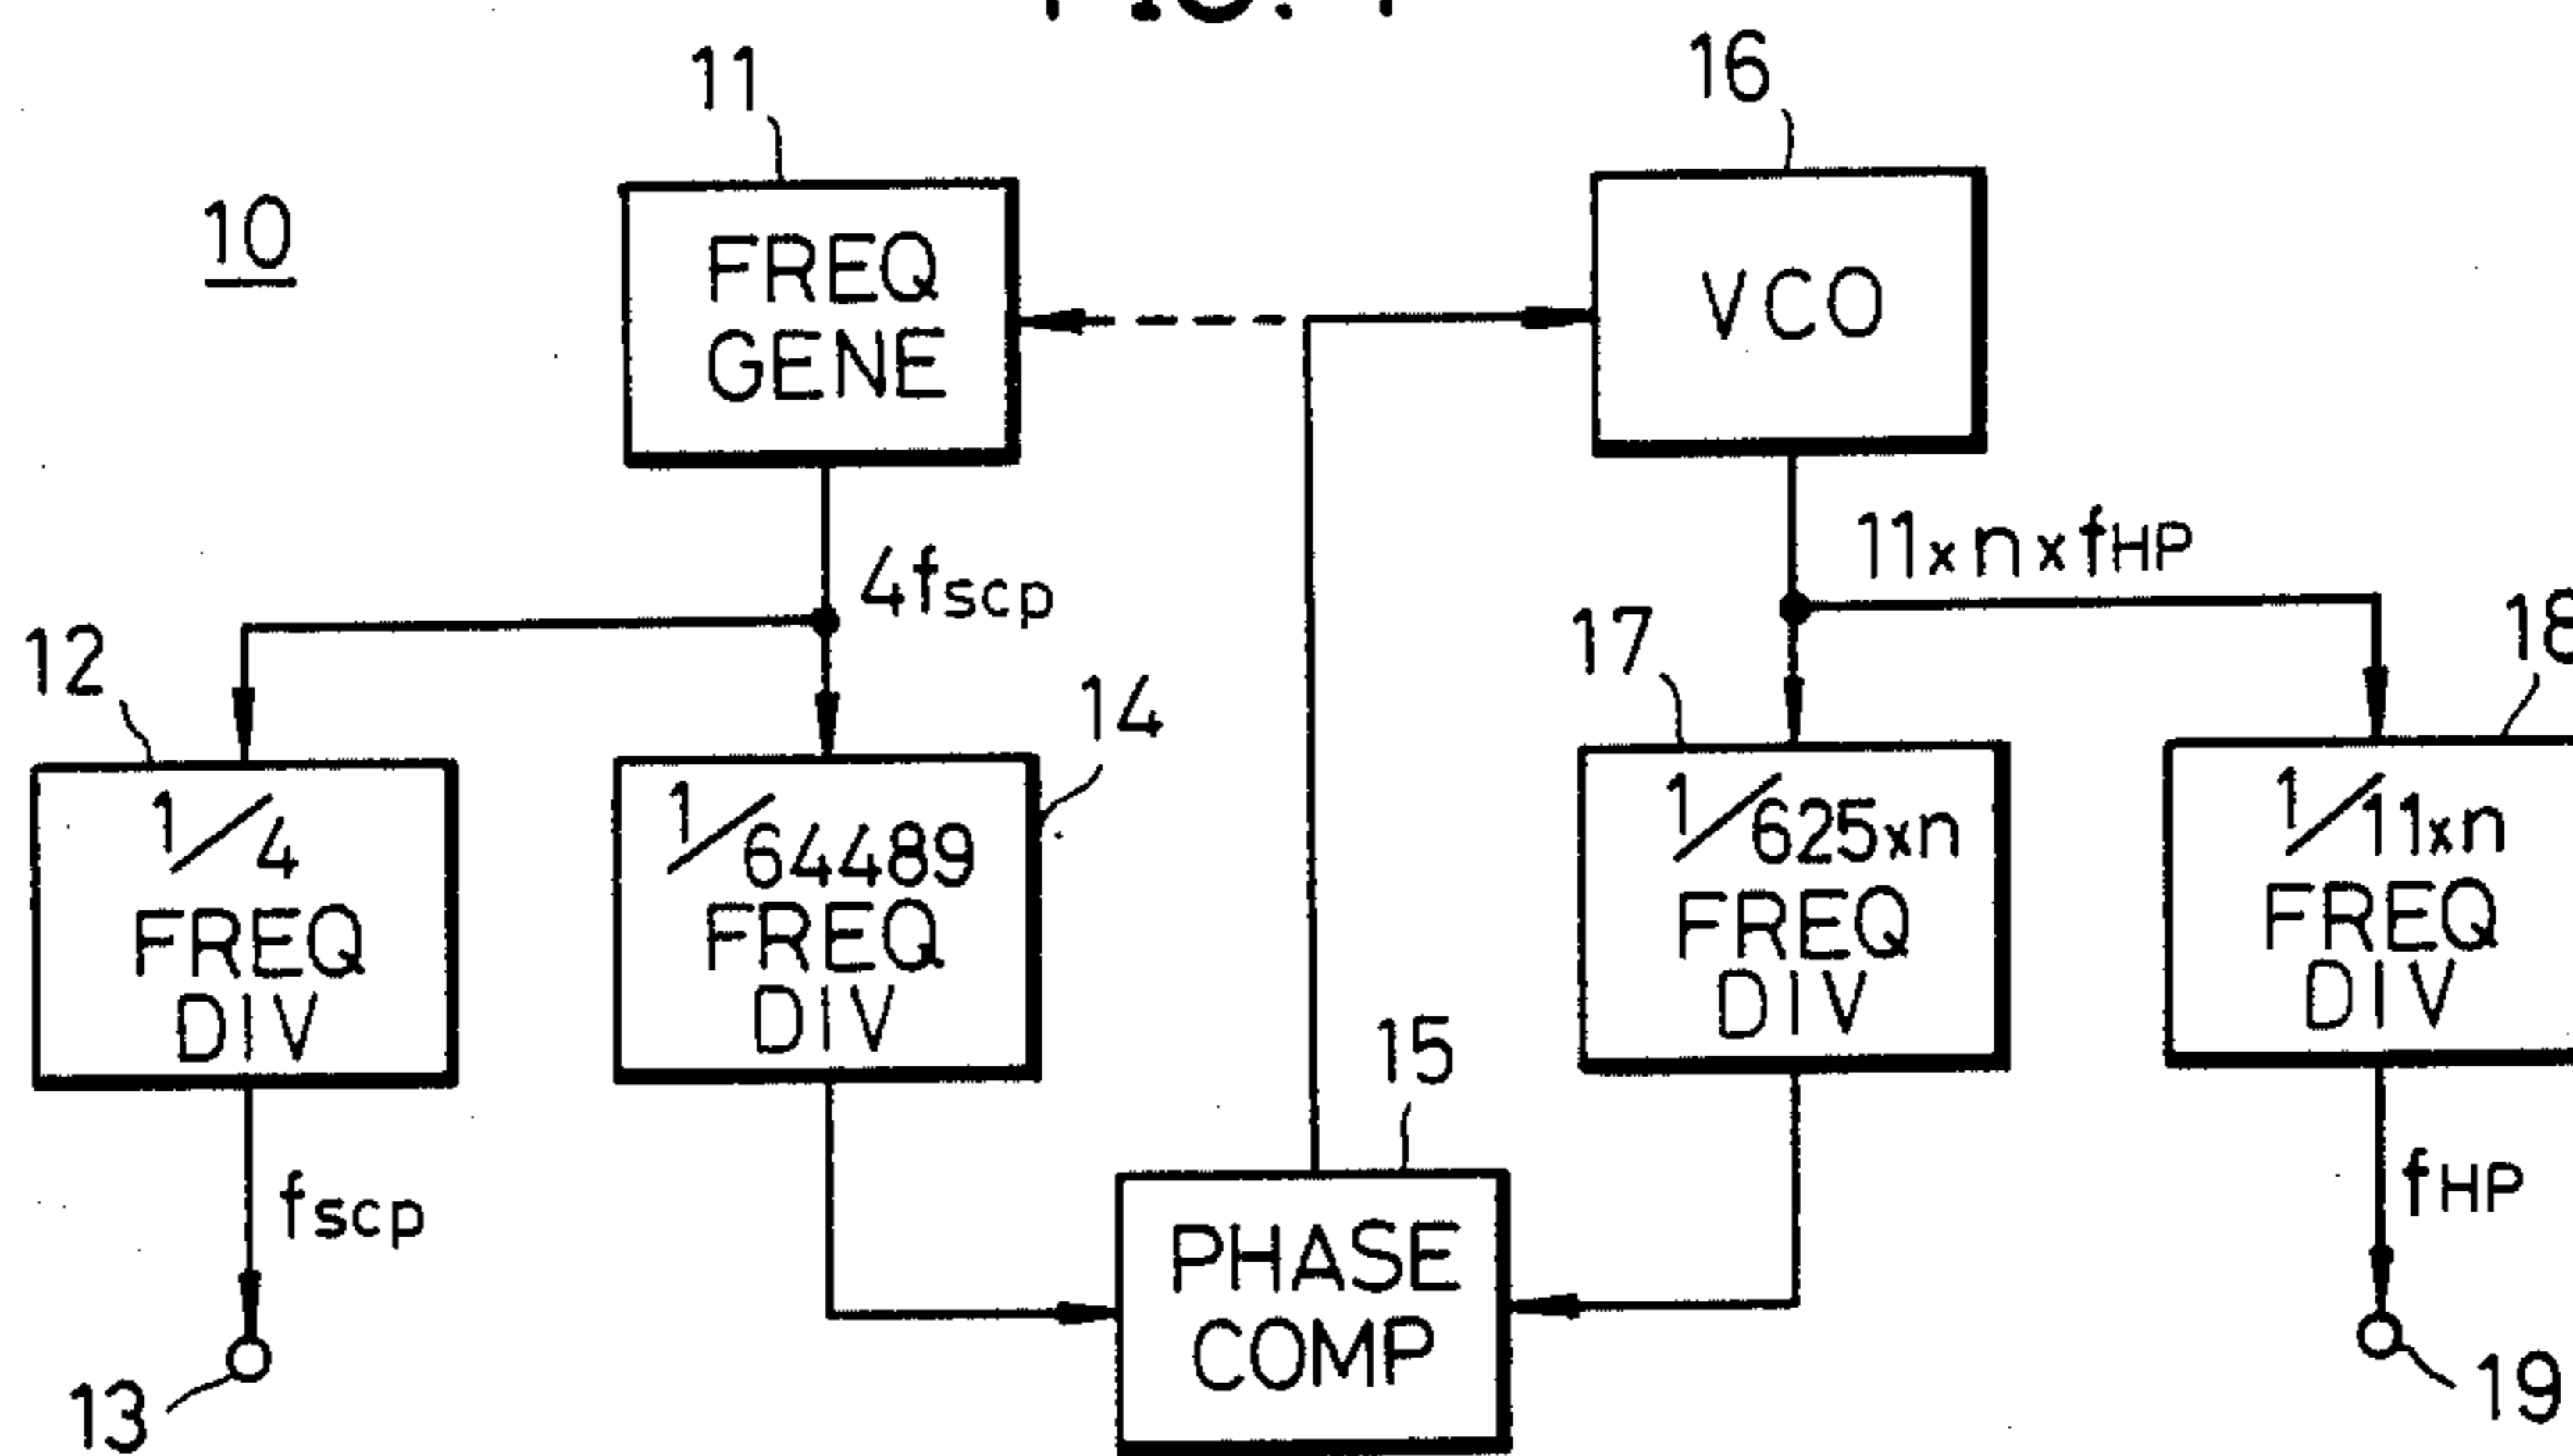 11
16
10
FREQ
GENE
VCO
4fscp
11xnxfHP
12
14
17
18
1/4
FREQ
DIV
1/64489
FREQ
DIV
1/625xn
FREQ
DIV
1/11xn
FREQ
DIV
15
fscp
fHP
PHASE
COMP
13
19